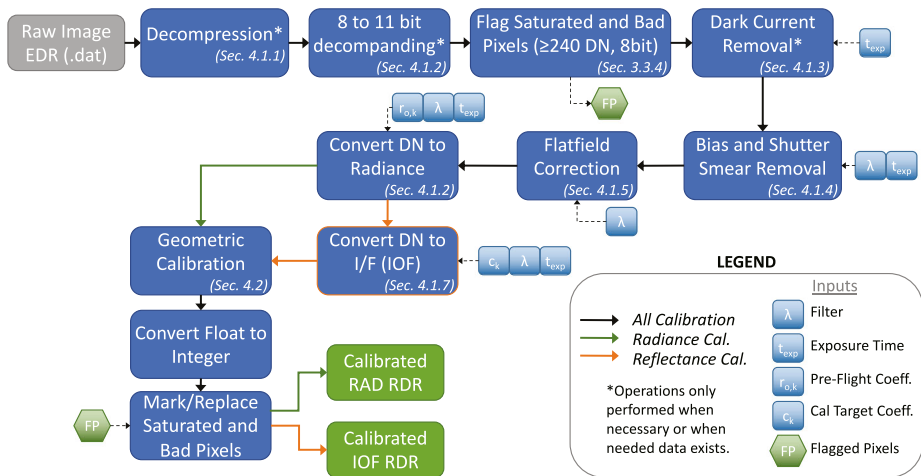 Raw Image
EDR (.dat)
Decompression*
(Sec. 4.1.1)
8 to 11 bit
decompanding*
(Sec. 4.1.2)
Flag Saturated and Bad
Pixels (≥240 DN, 8bit)
(Sec. 3.3.4)
Dark Current
Removal*
(Sec. 4.1.3)
texp
FP
ro,k λ texp
Convert DN to
Radiance
(Sec. 4.1.2)
Flatfield
Correction
(Sec. 4.1.5)
Bias and Shutter
Smear Removal
(Sec. 4.1.4)
λ texp
λ
Geometric
Calibration
(Sec. 4.2)
Convert DN to
I/F (IOF)
(Sec. 4.1.7)
ck λ texp
Convert Float to
Integer
FP
Mark/Replace
Saturated and
Bad Pixels
Calibrated
RAD RDR
Calibrated
IOF RDR
LEGEND
All Calibration
Radiance Cal.
Reflectance Cal.
*Operations only
performed when
necessary or when
needed data exists.
Inputs
λ Filter
texp Exposure Time
ro,k Pre-Flight Coeff.
ck Cal Target Coeff.
FP Flagged Pixels